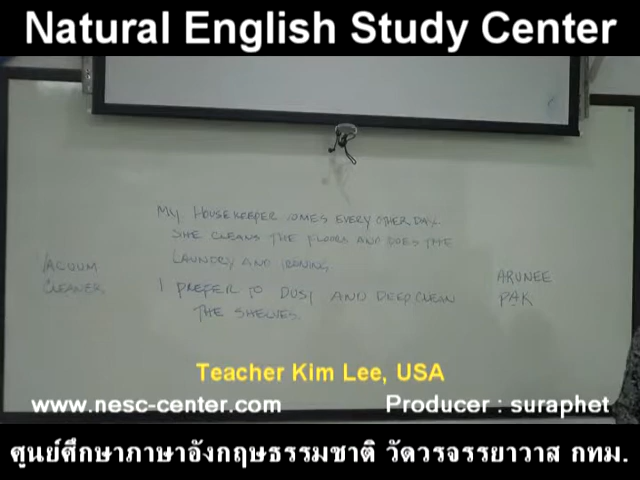 Natural English Study Center
MY HOUSEKEEPER COMES EVERY OTHER DAY.
SHE CLEANS THE FLOORS AND DOES THE
LAUNDRY AND IRONING.
I PREFER TO DUST AND DEEP CLEAN
THE SHELVES.
VACUUM
CLEANER
ARUNEE
PAK
Teacher Kim Lee, USA
www.nesc-center.com
Producer : suraphet
ศูนย์ศึกษาภาษาอังกฤษธรรมชาติ วัดวรจรรยาวาส กทม.